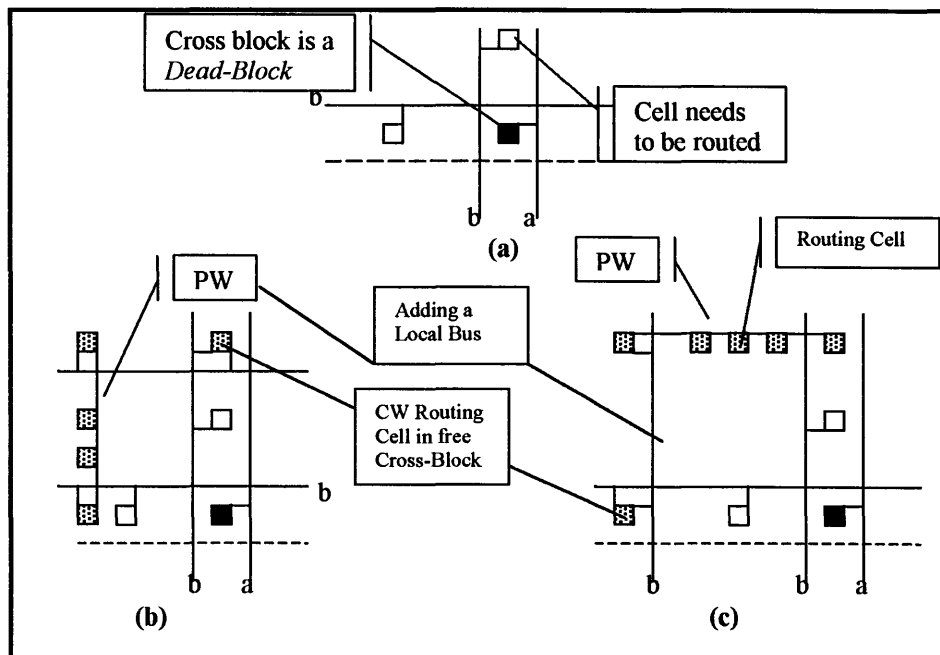 Cross block is a
Dead-Block
b
Cell needs
to be routed
b
a
(a)
PW
Adding a
Local Bus
PW
Routing Cell
CW Routing
Cell in free
Cross-Block
b
b
a
(b)
b
b
a
(c)